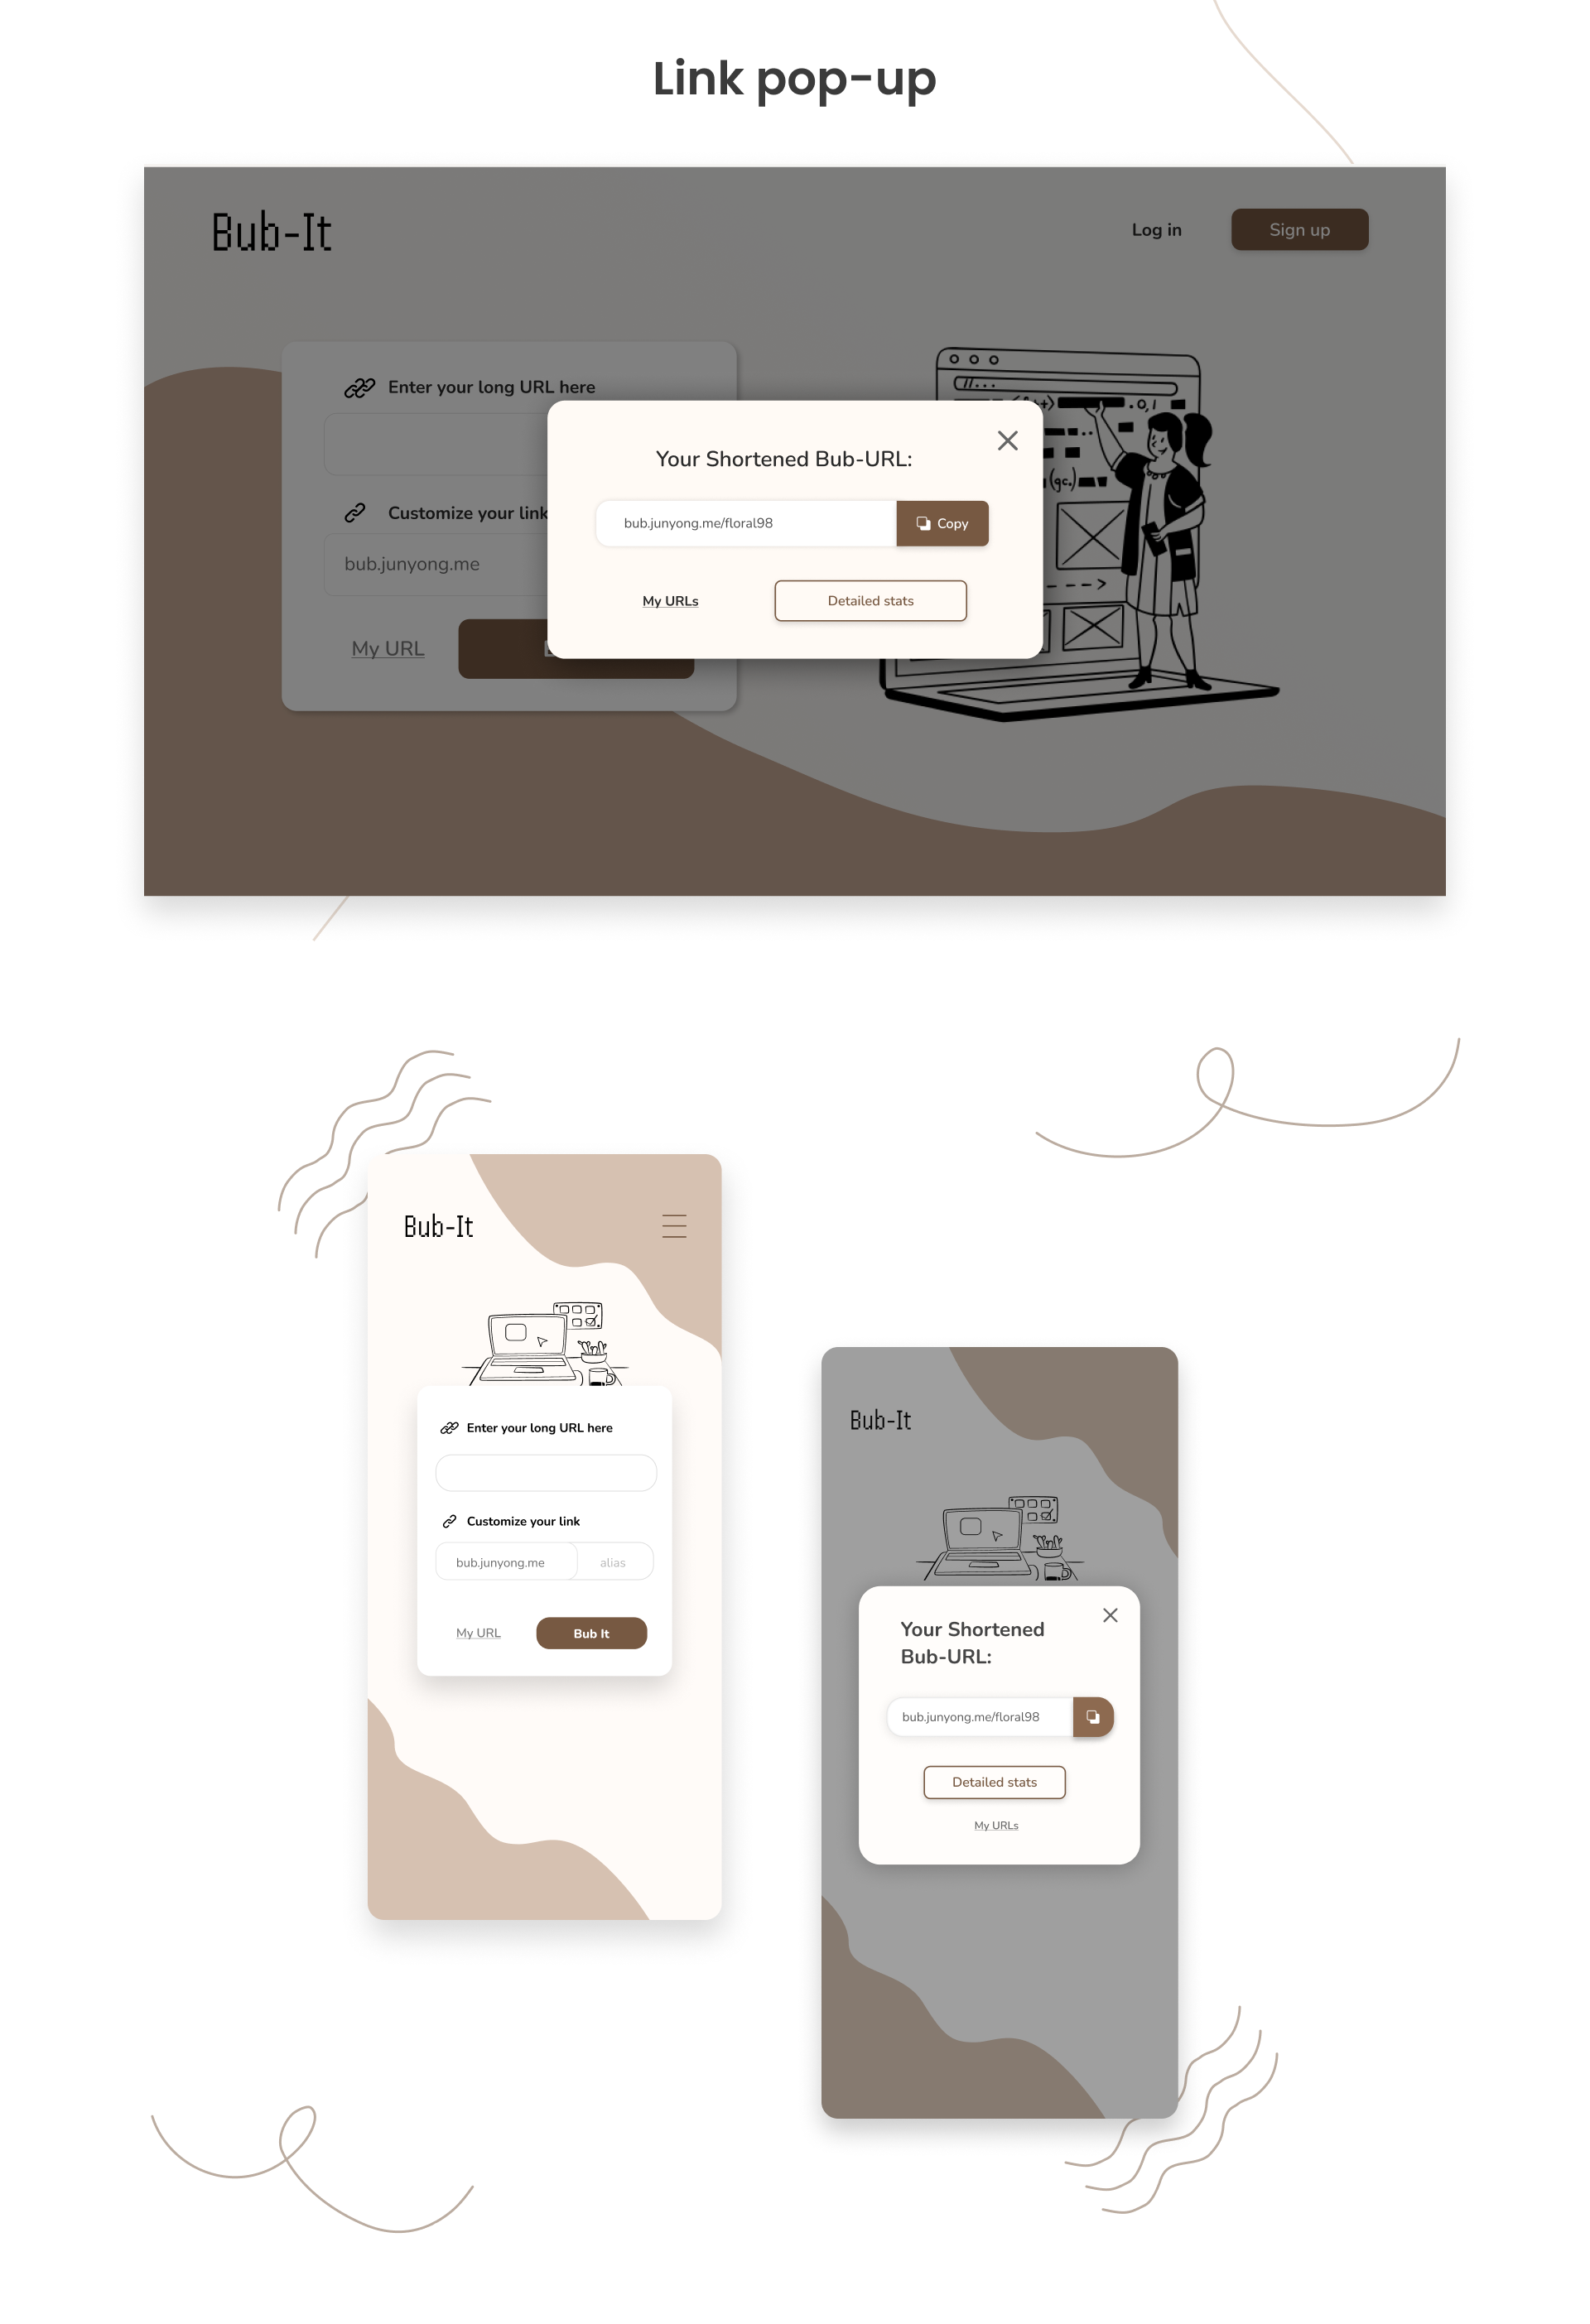 Link pop-up
Bub-It
Log in
Sign up
Enter your long URL here
Customize your link
bub.junyong.me
My URL
//...
Your Shortened Bub-URL:
bub.junyong.me/floral98
Copy
My URLs
Detailed stats
Bub-It
Enter your long URL here
Customize your link
bub.junyong.me
alias
My URL
Bub It
Bub-It
Your Shortened
Bub-URL:
bub.junyong.me/floral98
Detailed stats
My URLs